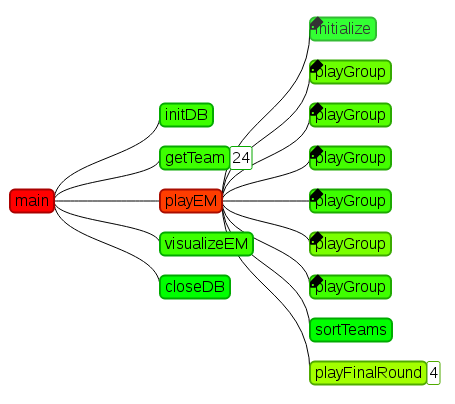 initialize
playGroup
initDB
playGroup
getTeam 24
playGroup
main
playEM
playGroup
visualizeEM
playGroup
closeDB
playGroup
sortTeams
playFinalRound 4